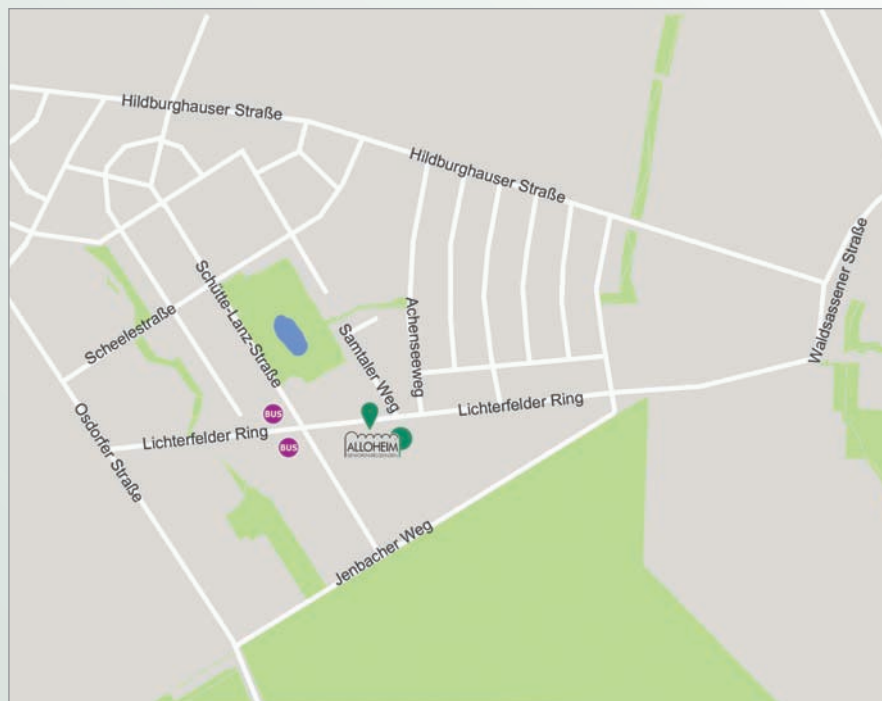 Hildburghauser Straße
Hildburghauser Straße
Waldsassener Straße
Schütte-Lanz-Straße
Scheelestraße
Samtaler Weg
Achenseeweg
Osdorfer Straße
Lichterfelder Ring
BUS
BUS
Lichterfelder Ring
ALLOHEIM
Jenbacher Weg